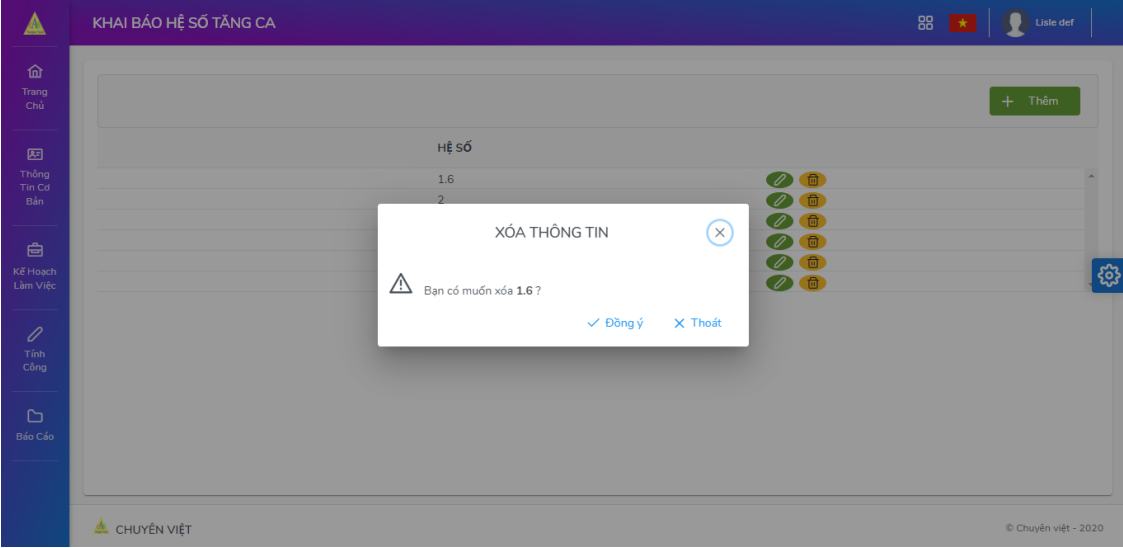 KHAI BÁO HỆ SỐ TĂNG CA
Lisle def
Trang
Chủ
Thông
Tin Cơ
Bản
Kế Hoạch
Làm Việc
Tính
Công
Báo Cáo
+ Thêm
HỆ SỐ
1.6
2
XÓA THÔNG TIN
Bạn có muốn xóa 1.6 ?
Đồng ý
Thoát
CHUYÊN VIỆT
© Chuyên việt - 2020